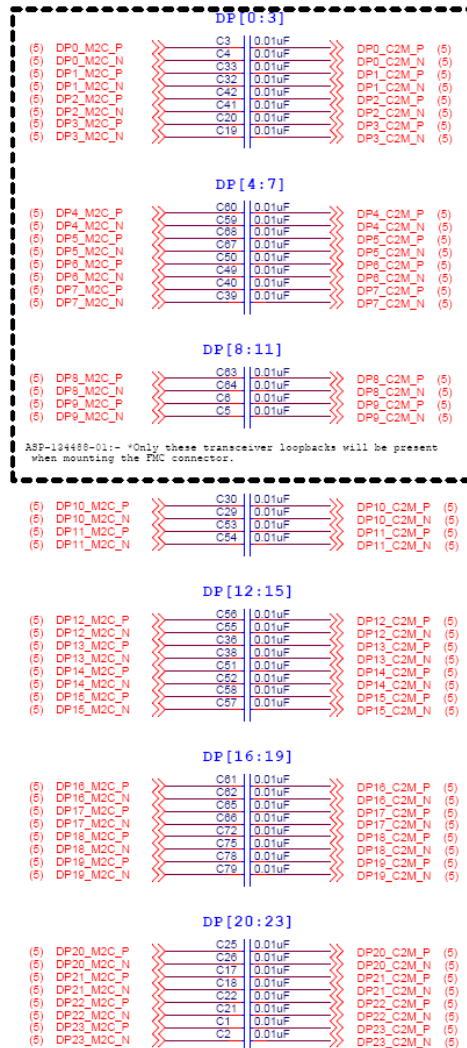 DP[0:3]
(5) DP0_M2C_P C3 0.01uF DP0_C2M_P (5)
(5) DP0_M2C_N C4 0.01uF DP0_C2M_N (5)
(5) DP1_M2C_P C33 0.01uF DP1_C2M_P (5)
(5) DP1_M2C_N C32 0.01uF DP1_C2M_N (5)
(5) DP2_M2C_P C42 0.01uF DP2_C2M_P (5)
(5) DP2_M2C_N C41 0.01uF DP2_C2M_N (5)
(5) DP3_M2C_P C20 0.01uF DP3_C2M_P (5)
(5) DP3_M2C_N C19 0.01uF DP3_C2M_N (5)
DP[4:7]
(5) DP4_M2C_P C60 0.01uF DP4_C2M_P (5)
(5) DP4_M2C_N C59 0.01uF DP4_C2M_N (5)
(5) DP5_M2C_P C68 0.01uF DP5_C2M_P (5)
(5) DP5_M2C_N C67 0.01uF DP5_C2M_N (5)
(5) DP6_M2C_P C50 0.01uF DP6_C2M_P (5)
(5) DP6_M2C_N C49 0.01uF DP6_C2M_N (5)
(5) DP7_M2C_P C40 0.01uF DP7_C2M_P (5)
(5) DP7_M2C_N C39 0.01uF DP7_C2M_N (5)
DP[8:11]
(5) DP8_M2C_P C63 0.01uF DP8_C2M_P (5)
(5) DP8_M2C_N C64 0.01uF DP8_C2M_N (5)
(5) DP9_M2C_P C6 0.01uF DP9_C2M_P (5)
(5) DP9_M2C_N C5 0.01uF DP9_C2M_N (5)
ASP-134488-01:- *Only these transceiver loopbacks will be present
when mounting the FMC connector.
(5) DP10_M2C_P C30 0.01uF DP10_C2M_P (5)
(5) DP10_M2C_N C29 0.01uF DP10_C2M_N (5)
(5) DP11_M2C_P C53 0.01uF DP11_C2M_P (5)
(5) DP11_M2C_N C54 0.01uF DP11_C2M_N (5)
DP[12:15]
(5) DP12_M2C_P C56 0.01uF DP12_C2M_P (5)
(5) DP12_M2C_N C55 0.01uF DP12_C2M_N (5)
(5) DP13_M2C_P C36 0.01uF DP13_C2M_P (5)
(5) DP13_M2C_N C38 0.01uF DP13_C2M_N (5)
(5) DP14_M2C_P C51 0.01uF DP14_C2M_P (5)
(5) DP14_M2C_N C52 0.01uF DP14_C2M_N (5)
(5) DP15_M2C_P C58 0.01uF DP15_C2M_P (5)
(5) DP15_M2C_N C57 0.01uF DP15_C2M_N (5)
DP[16:19]
(5) DP16_M2C_P C61 0.01uF DP16_C2M_P (5)
(5) DP16_M2C_N C62 0.01uF DP16_C2M_N (5)
(5) DP17_M2C_P C65 0.01uF DP17_C2M_P (5)
(5) DP17_M2C_N C66 0.01uF DP17_C2M_N (5)
(5) DP18_M2C_P C72 0.01uF DP18_C2M_P (5)
(5) DP18_M2C_N C75 0.01uF DP18_C2M_N (5)
(5) DP19_M2C_P C78 0.01uF DP19_C2M_P (5)
(5) DP19_M2C_N C79 0.01uF DP19_C2M_N (5)
DP[20:23]
(5) DP20_M2C_P C25 0.01uF DP20_C2M_P (5)
(5) DP20_M2C_N C26 0.01uF DP20_C2M_N (5)
(5) DP21_M2C_P C17 0.01uF DP21_C2M_P (5)
(5) DP21_M2C_N C18 0.01uF DP21_C2M_N (5)
(5) DP22_M2C_P C22 0.01uF DP22_C2M_P (5)
(5) DP22_M2C_N C21 0.01uF DP22_C2M_N (5)
(5) DP23_M2C_P C1 0.01uF DP23_C2M_P (5)
(5) DP23_M2C_N C2 0.01uF DP23_C2M_N (5)